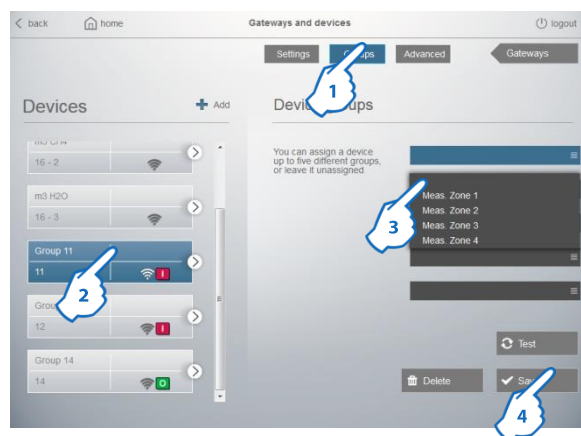 back
home
Gateways and devices
logout
Settings
Advanced
Gateways
1
Devices
Add
16 - 2
m3 H2O
16 - 3
Group 11
11
2
12
Group 14
14
You can assign a device
up to five different groups,
or leave it unassigned
Meas. Zone 1
Meas. Zone 2
Meas. Zone 3
Meas. Zone 4
3
Test
Delete
4